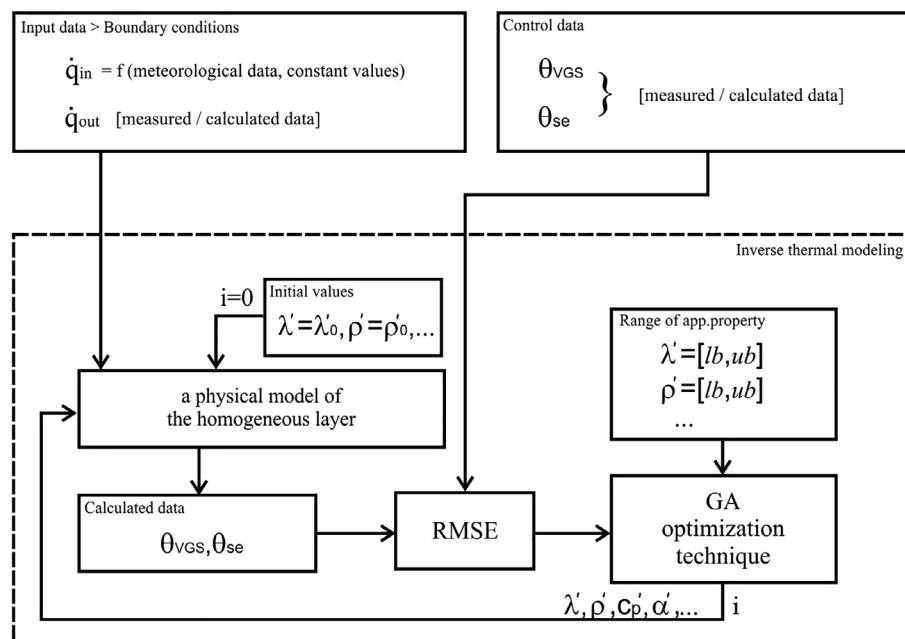 Input data > Boundary conditions
q̇in = f (meteorological data, constant values)
q̇out [measured / calculated data]
Control data
θVGS
θse
} [measured / calculated data]
Inverse thermal modeling
i=0
Initial values
λ'=λ'0, ρ'=ρ'0,...
Range of app.property
λ'=[lb,ub]
ρ'=[lb,ub]
...
a physical model of
the homogeneous layer
Calculated data
θVGS,θse
RMSE
GA
optimization
technique
λ', ρ', cp', α',... i